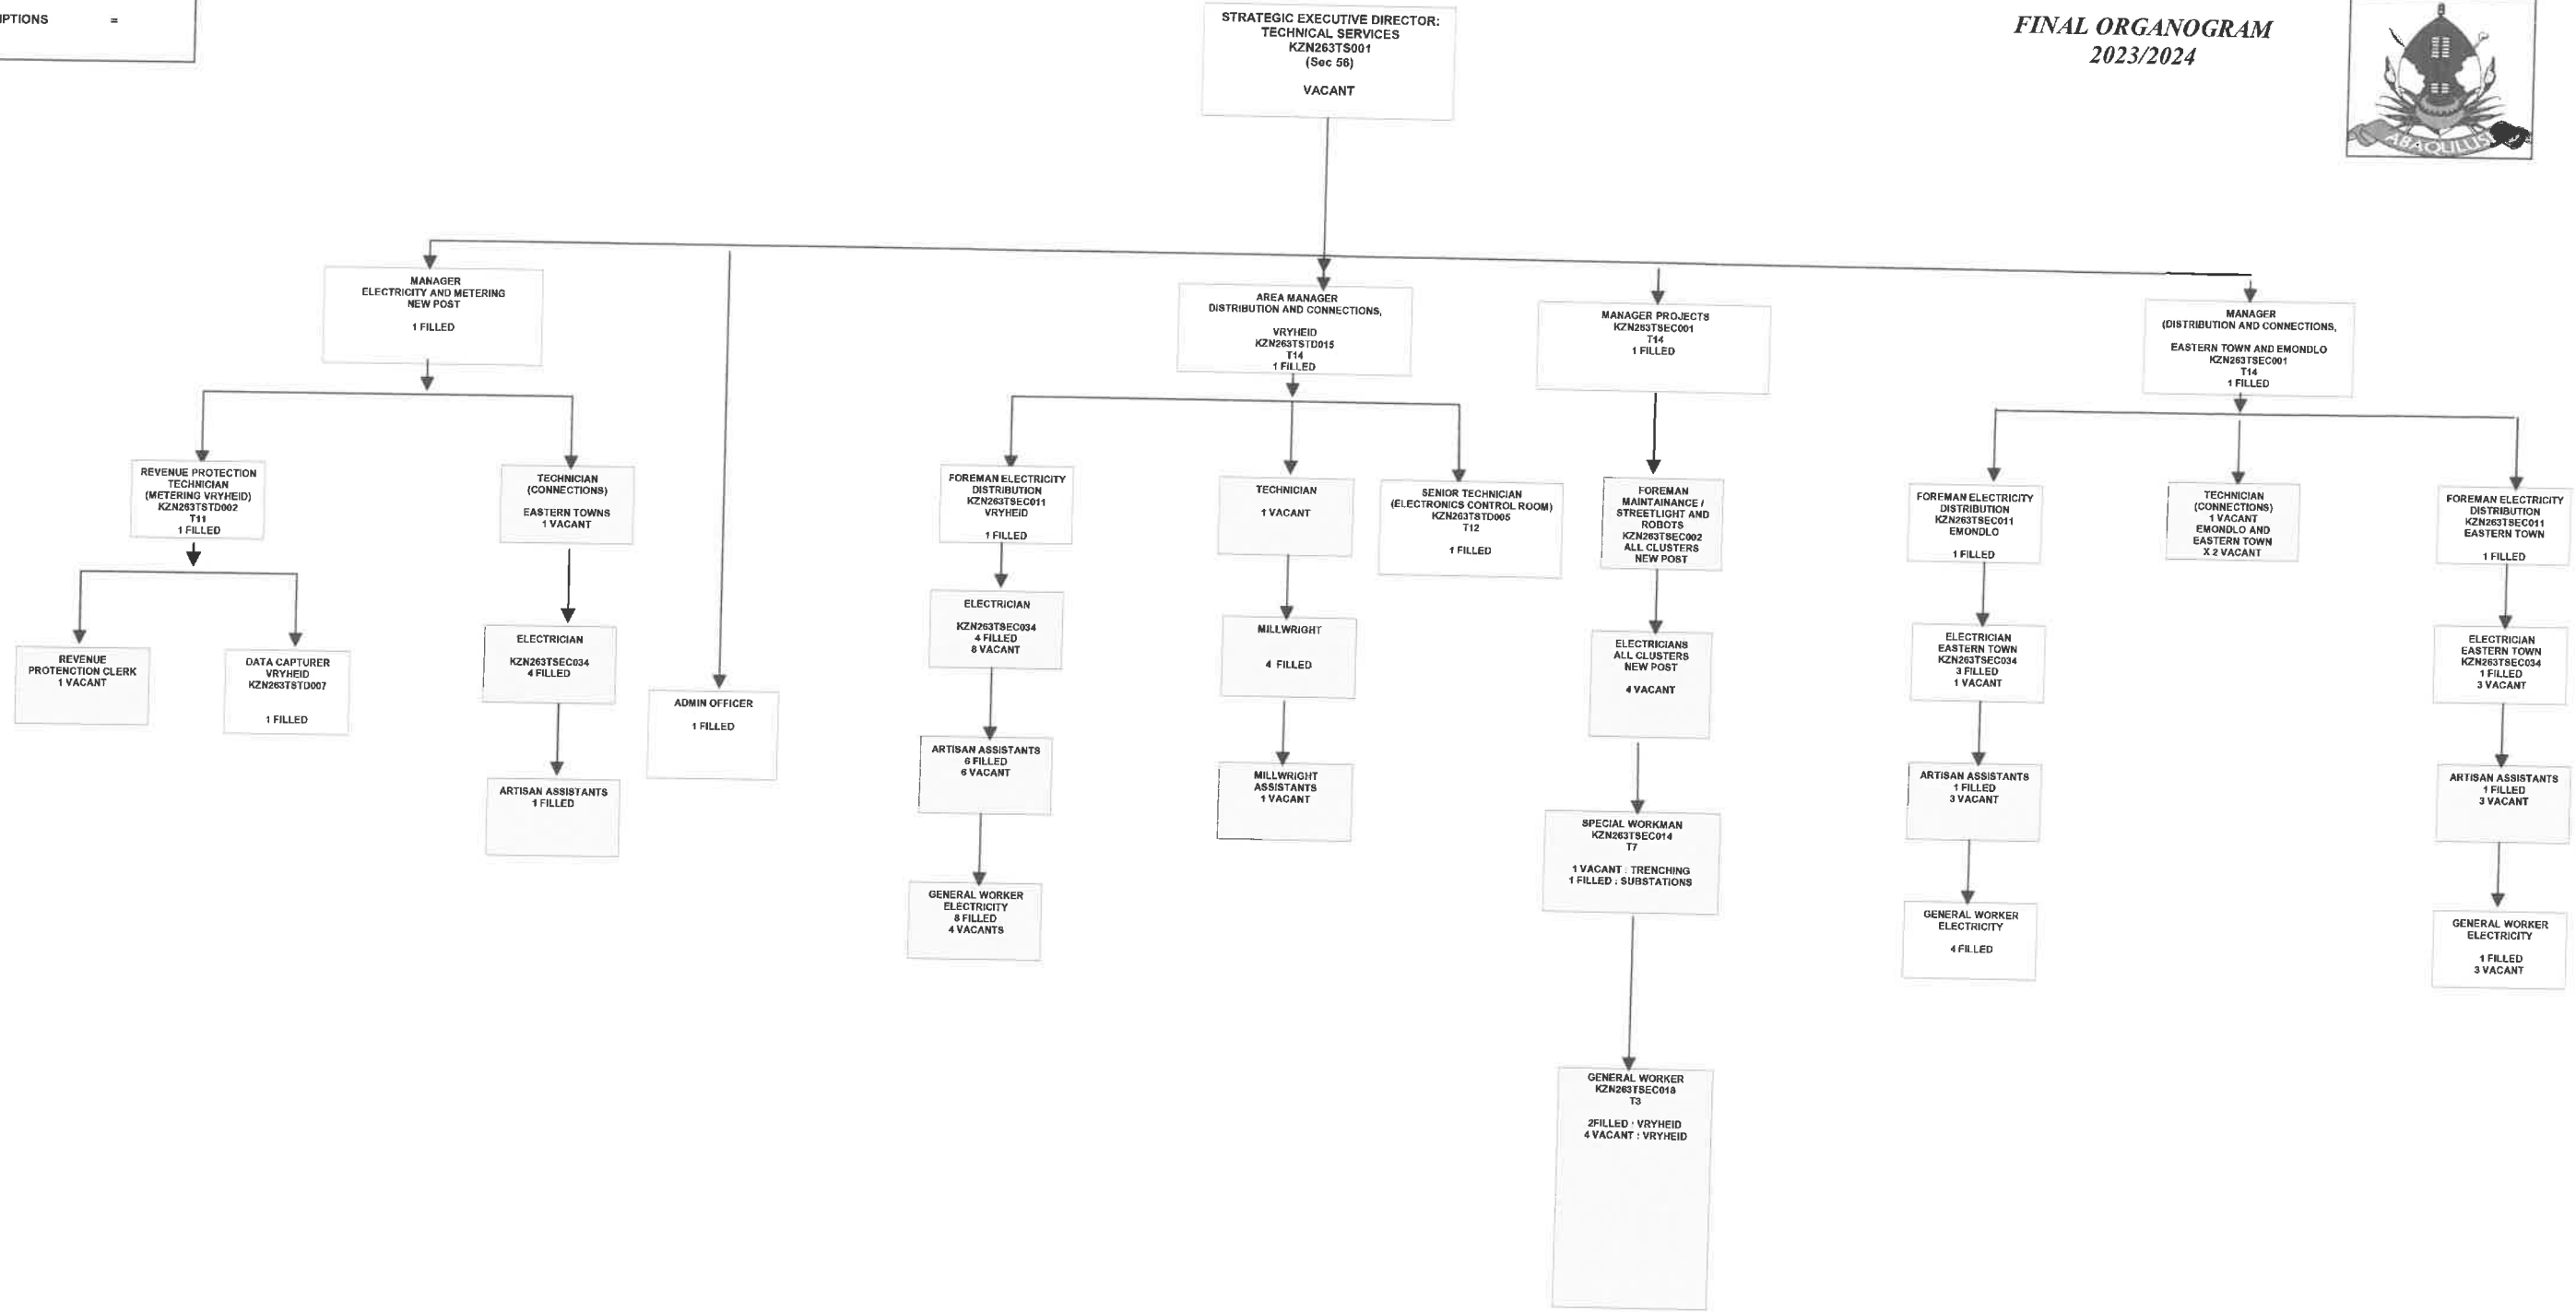 IPTIONS =
STRATEGIC EXECUTIVE DIRECTOR:
TECHNICAL SERVICES
KZN263TS001
(Sec 56)
VACANT
FINAL ORGANOGRAM
2023/2024
ABAQULUSI
MANAGER
ELECTRICITY AND METERING
NEW POST
1 FILLED
AREA MANAGER
DISTRIBUTION AND CONNECTIONS,
VRYHEID
KZN263TSTD015
T14
1 FILLED
MANAGER PROJECTS
KZN263TSEC001
T14
1 FILLED
MANAGER
(DISTRIBUTION AND CONNECTIONS,
EASTERN TOWN AND EMONDLO
KZN263TSEC001
T14
1 FILLED
REVENUE PROTECTION
TECHNICIAN
(METERING VRYHEID)
KZN263TSTD002
T11
1 FILLED
TECHNICIAN
(CONNECTIONS)
EASTERN TOWNS
1 VACANT
FOREMAN ELECTRICITY
DISTRIBUTION
KZN263TSEC011
VRYHEID
1 FILLED
TECHNICIAN
1 VACANT
SENIOR TECHNICIAN
(ELECTRONICS CONTROL ROOM)
KZN263TSTD005
T12
1 FILLED
FOREMAN
MAINTAINANCE /
STREETLIGHT AND
ROBOTS
KZN263TSEC002
ALL CLUSTERS
NEW POST
FOREMAN ELECTRICITY
DISTRIBUTION
KZN263TSEC011
EMONDLO
1 FILLED
TECHNICIAN
(CONNECTIONS)
1 VACANT
EMONDLO AND
EASTERN TOWN
X 2 VACANT
FOREMAN ELECTRICITY
DISTRIBUTION
KZN263TSEC011
EASTERN TOWN
1 FILLED
REVENUE
PROTENCTION CLERK
1 VACANT
DATA CAPTURER
VRYHEID
KZN263TSTD007
1 FILLED
ELECTRICIAN
KZN263TSEC034
4 FILLED
ADMIN OFFICER
1 FILLED
ELECTRICIAN
KZN263TSEC034
4 FILLED
8 VACANT
MILLWRIGHT
4 FILLED
ELECTRICIANS
ALL CLUSTERS
NEW POST
4 VACANT
ELECTRICIAN
EASTERN TOWN
KZN263TSEC034
3 FILLED
1 VACANT
ELECTRICIAN
EASTERN TOWN
KZN263TSEC034
1 FILLED
3 VACANT
ARTISAN ASSISTANTS
1 FILLED
ARTISAN ASSISTANTS
6 FILLED
6 VACANT
MILLWRIGHT
ASSISTANTS
1 VACANT
SPECIAL WORKMAN
KZN263TSEC014
T7
1 VACANT : TRENCHING
1 FILLED : SUBSTATIONS
ARTISAN ASSISTANTS
1 FILLED
3 VACANT
ARTISAN ASSISTANTS
1 FILLED
3 VACANT
GENERAL WORKER
ELECTRICITY
8 FILLED
4 VACANTS
GENERAL WORKER
ELECTRICITY
4 FILLED
GENERAL WORKER
ELECTRICITY
1 FILLED
3 VACANT
GENERAL WORKER
KZN263TSEC018
T3
2FILLED : VRYHEID
4 VACANT : VRYHEID